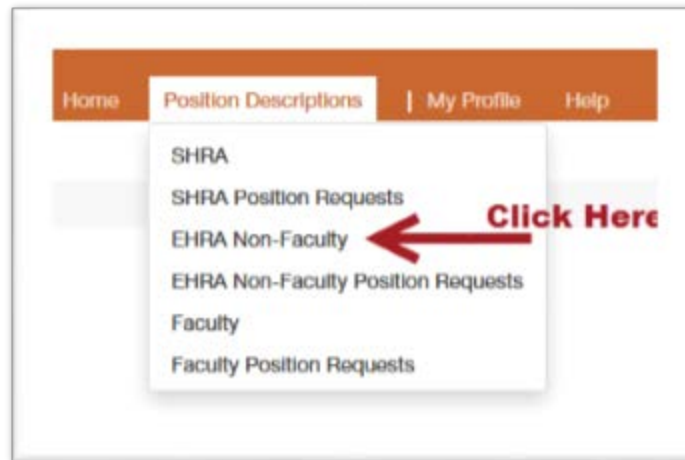 Home Position Descriptions | My Profile Help
SHRA
SHRA Position Requests
Click Here
EHRA Non-Faculty
EHRA Non-Faculty Position Requests
Faculty
Faculty Position Requests